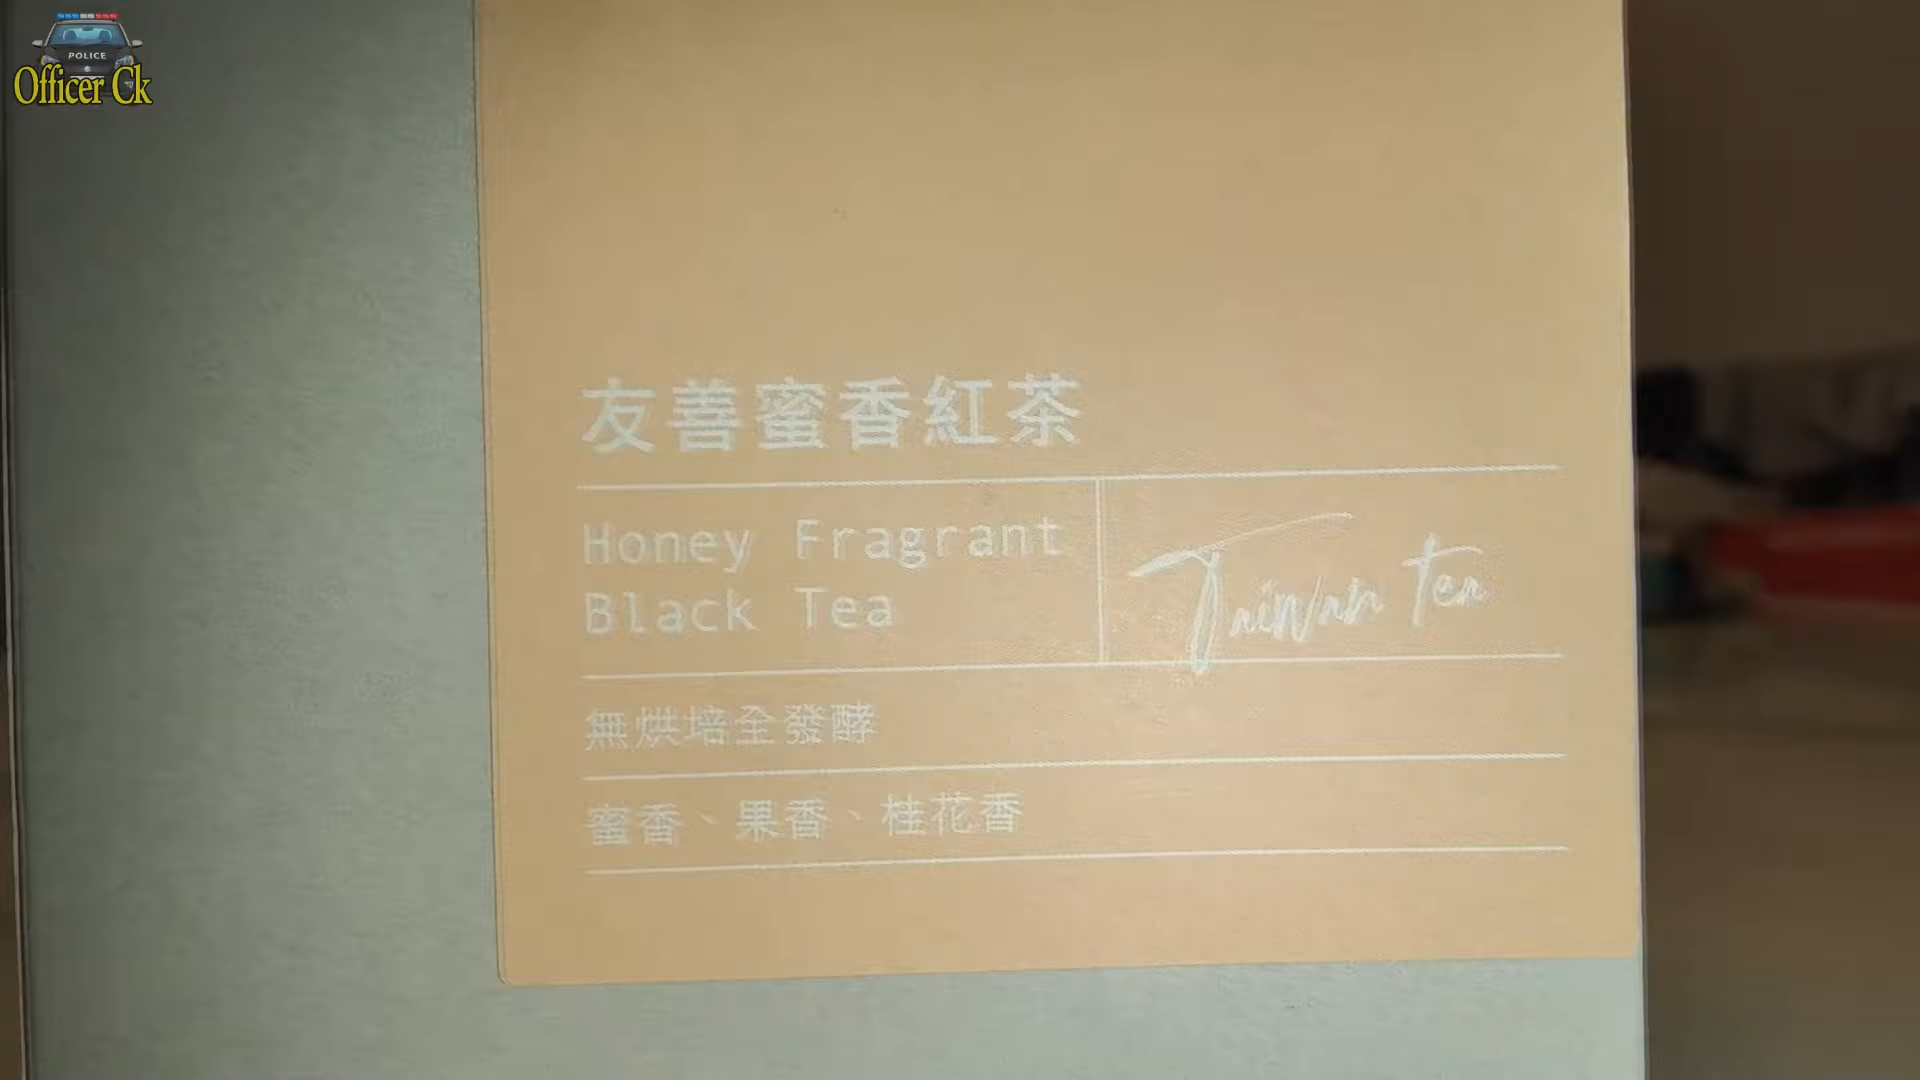 POLICE
Officer Ck
友善蜜香紅茶
Honey Fragrant
Black Tea
Taiwan tea
無烘培全發酵
蜜香、果香、桂花香